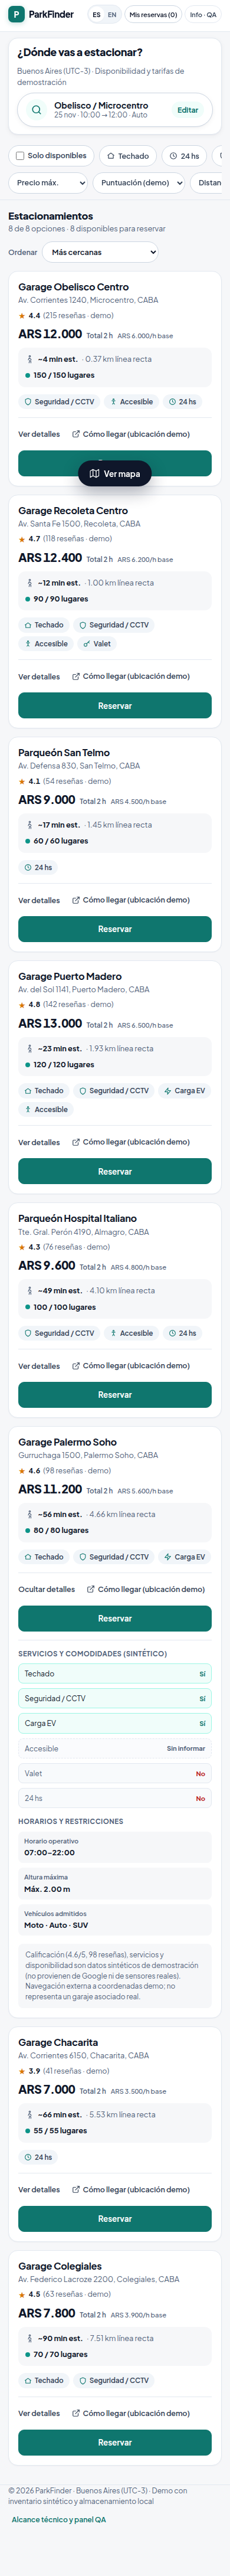 P ParkFinder ES EN Mis reservas (0) Info · QA
¿Dónde vas a estacionar?
Buenos Aires (UTC-3) · Disponibilidad y tarifas de
demostración
Obelisco / Microcentro
25 nov · 10:00 → 12:00 · Auto
Editar
Solo disponibles Techado 24 hs
Precio máx. Puntuación (demo) Distan
Estacionamientos
8 de 8 opciones · 8 disponibles para reservar
Ordenar Más cercanas
Garage Obelisco Centro
Av. Corrientes 1240, Microcentro, CABA
★ 4.4 (215 reseñas · demo)
ARS 12.000 Total 2 h ARS 6.000/h base
~4 min est. · 0.37 km línea recta
150 / 150 lugares
Seguridad / CCTV Accesible 24 hs
Ver detalles Cómo llegar (ubicación demo)
Ver mapa
Garage Recoleta Centro
Av. Santa Fe 1500, Recoleta, CABA
★ 4.7 (118 reseñas · demo)
ARS 12.400 Total 2 h ARS 6.200/h base
~12 min est. · 1.00 km línea recta
90 / 90 lugares
Techado Seguridad / CCTV
Accesible Valet
Ver detalles Cómo llegar (ubicación demo)
Reservar
Parqueón San Telmo
Av. Defensa 830, San Telmo, CABA
★ 4.1 (54 reseñas · demo)
ARS 9.000 Total 2 h ARS 4.500/h base
~17 min est. · 1.45 km línea recta
60 / 60 lugares
24 hs
Ver detalles Cómo llegar (ubicación demo)
Reservar
Garage Puerto Madero
Av. del Sol 1141, Puerto Madero, CABA
★ 4.8 (142 reseñas · demo)
ARS 13.000 Total 2 h ARS 6.500/h base
~23 min est. · 1.93 km línea recta
120 / 120 lugares
Techado Seguridad / CCTV Carga EV
Accesible
Ver detalles Cómo llegar (ubicación demo)
Reservar
Parqueón Hospital Italiano
Tte. Gral. Perón 4190, Almagro, CABA
★ 4.3 (76 reseñas · demo)
ARS 9.600 Total 2 h ARS 4.800/h base
~49 min est. · 4.10 km línea recta
100 / 100 lugares
Seguridad / CCTV Accesible 24 hs
Ver detalles Cómo llegar (ubicación demo)
Reservar
Garage Palermo Soho
Gurruchaga 1500, Palermo Soho, CABA
★ 4.6 (98 reseñas · demo)
ARS 11.200 Total 2 h ARS 5.600/h base
~56 min est. · 4.66 km línea recta
80 / 80 lugares
Techado Seguridad / CCTV Carga EV
Ocultar detalles Cómo llegar (ubicación demo)
Reservar
SERVICIOS Y COMODIDADES (SINTÉTICO)
Techado Sí
Seguridad / CCTV Sí
Carga EV Sí
Accesible Sin informar
Valet No
24 hs No
HORARIOS Y RESTRICCIONES
Horario operativo
07:00–22:00
Altura máxima
Máx. 2.00 m
Vehículos admitidos
Moto · Auto · SUV
Calificación (4.6/5, 98 reseñas), servicios y
disponibilidad son datos sintéticos de demostración
(no provienen de Google ni de sensores reales).
Navegación externa a coordenadas demo; no
representa un garaje asociado real.
Garage Chacarita
Av. Corrientes 6150, Chacarita, CABA
★ 3.9 (41 reseñas · demo)
ARS 7.000 Total 2 h ARS 3.500/h base
~66 min est. · 5.53 km línea recta
55 / 55 lugares
24 hs
Ver detalles Cómo llegar (ubicación demo)
Reservar
Garage Colegiales
Av. Federico Lacroze 2200, Colegiales, CABA
★ 4.5 (63 reseñas · demo)
ARS 7.800 Total 2 h ARS 3.900/h base
~90 min est. · 7.51 km línea recta
70 / 70 lugares
Techado Seguridad / CCTV
Ver detalles Cómo llegar (ubicación demo)
Reservar
© 2026 ParkFinder · Buenos Aires (UTC-3) · Demo con
inventario sintético y almacenamiento local
Alcance técnico y panel QA